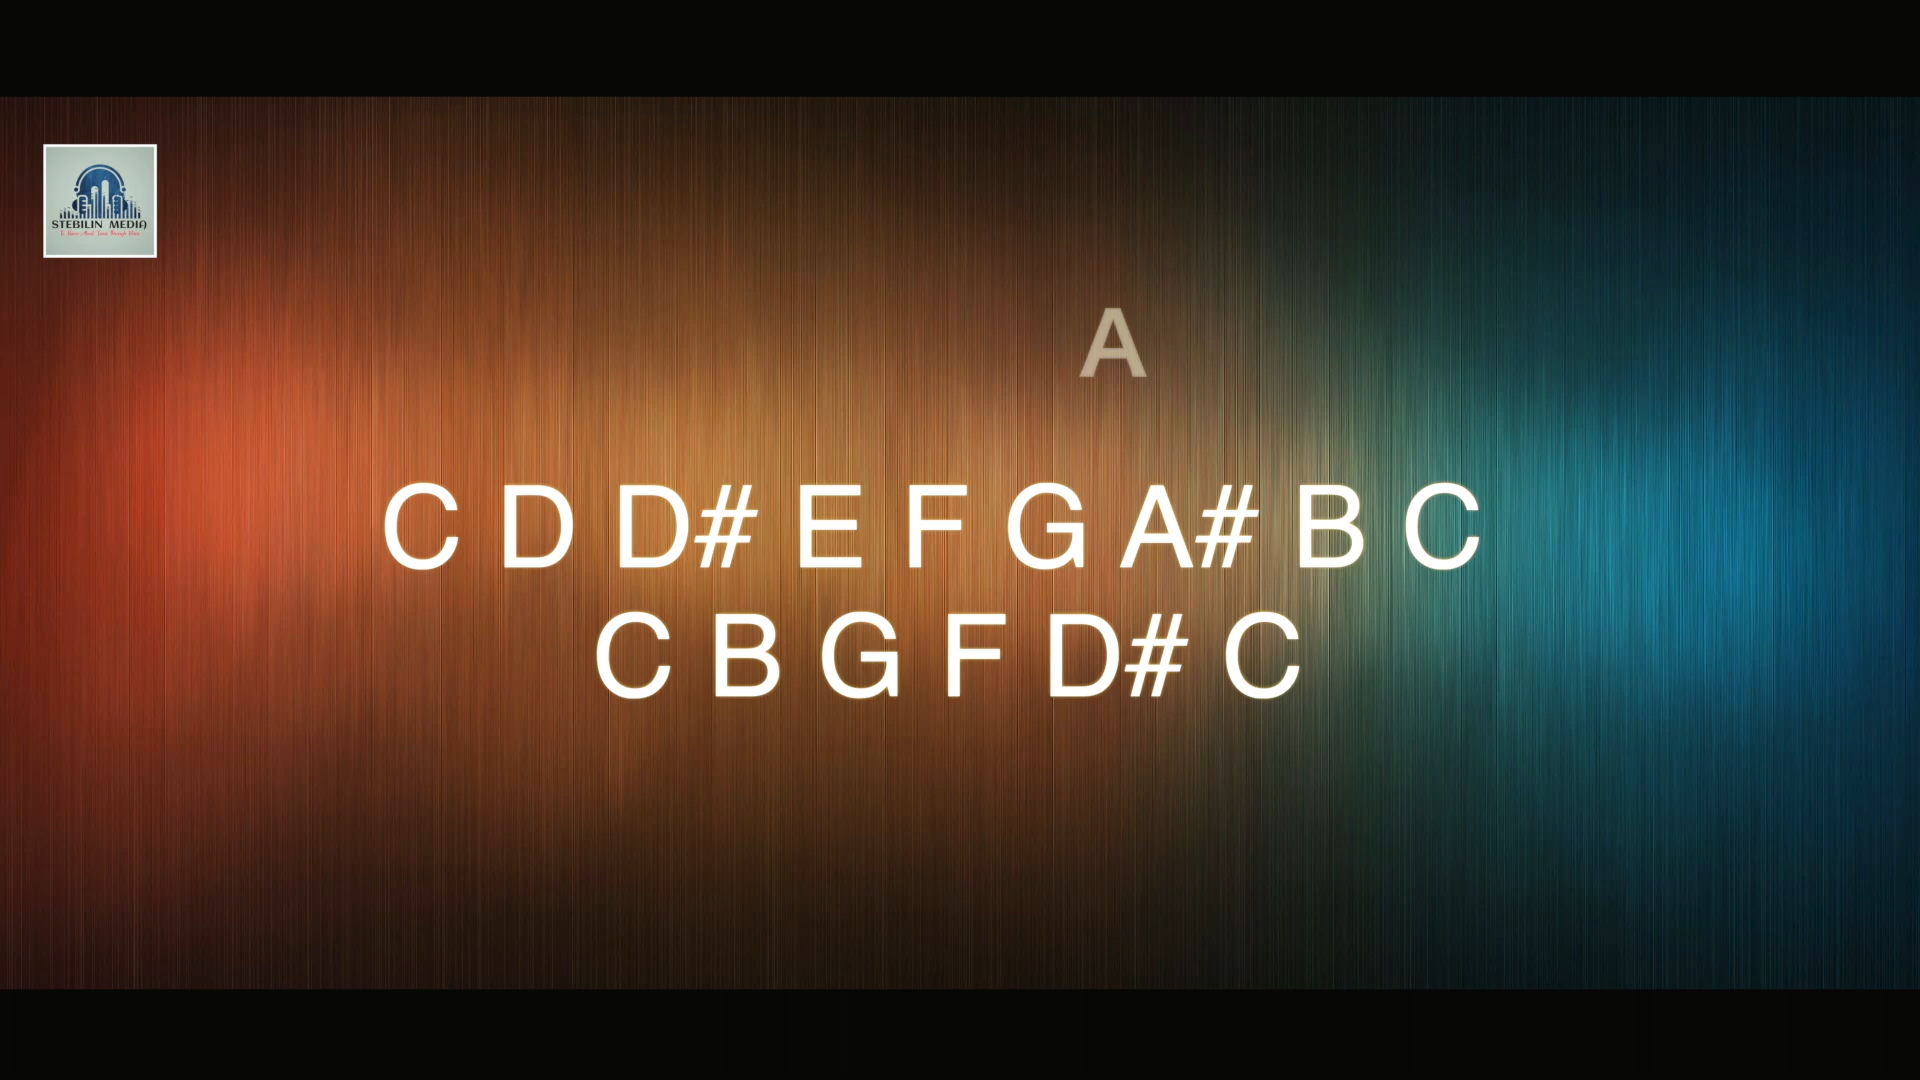 STEBILIN MEDIA
A
C D D# E F G A# B C
C B G F D# C